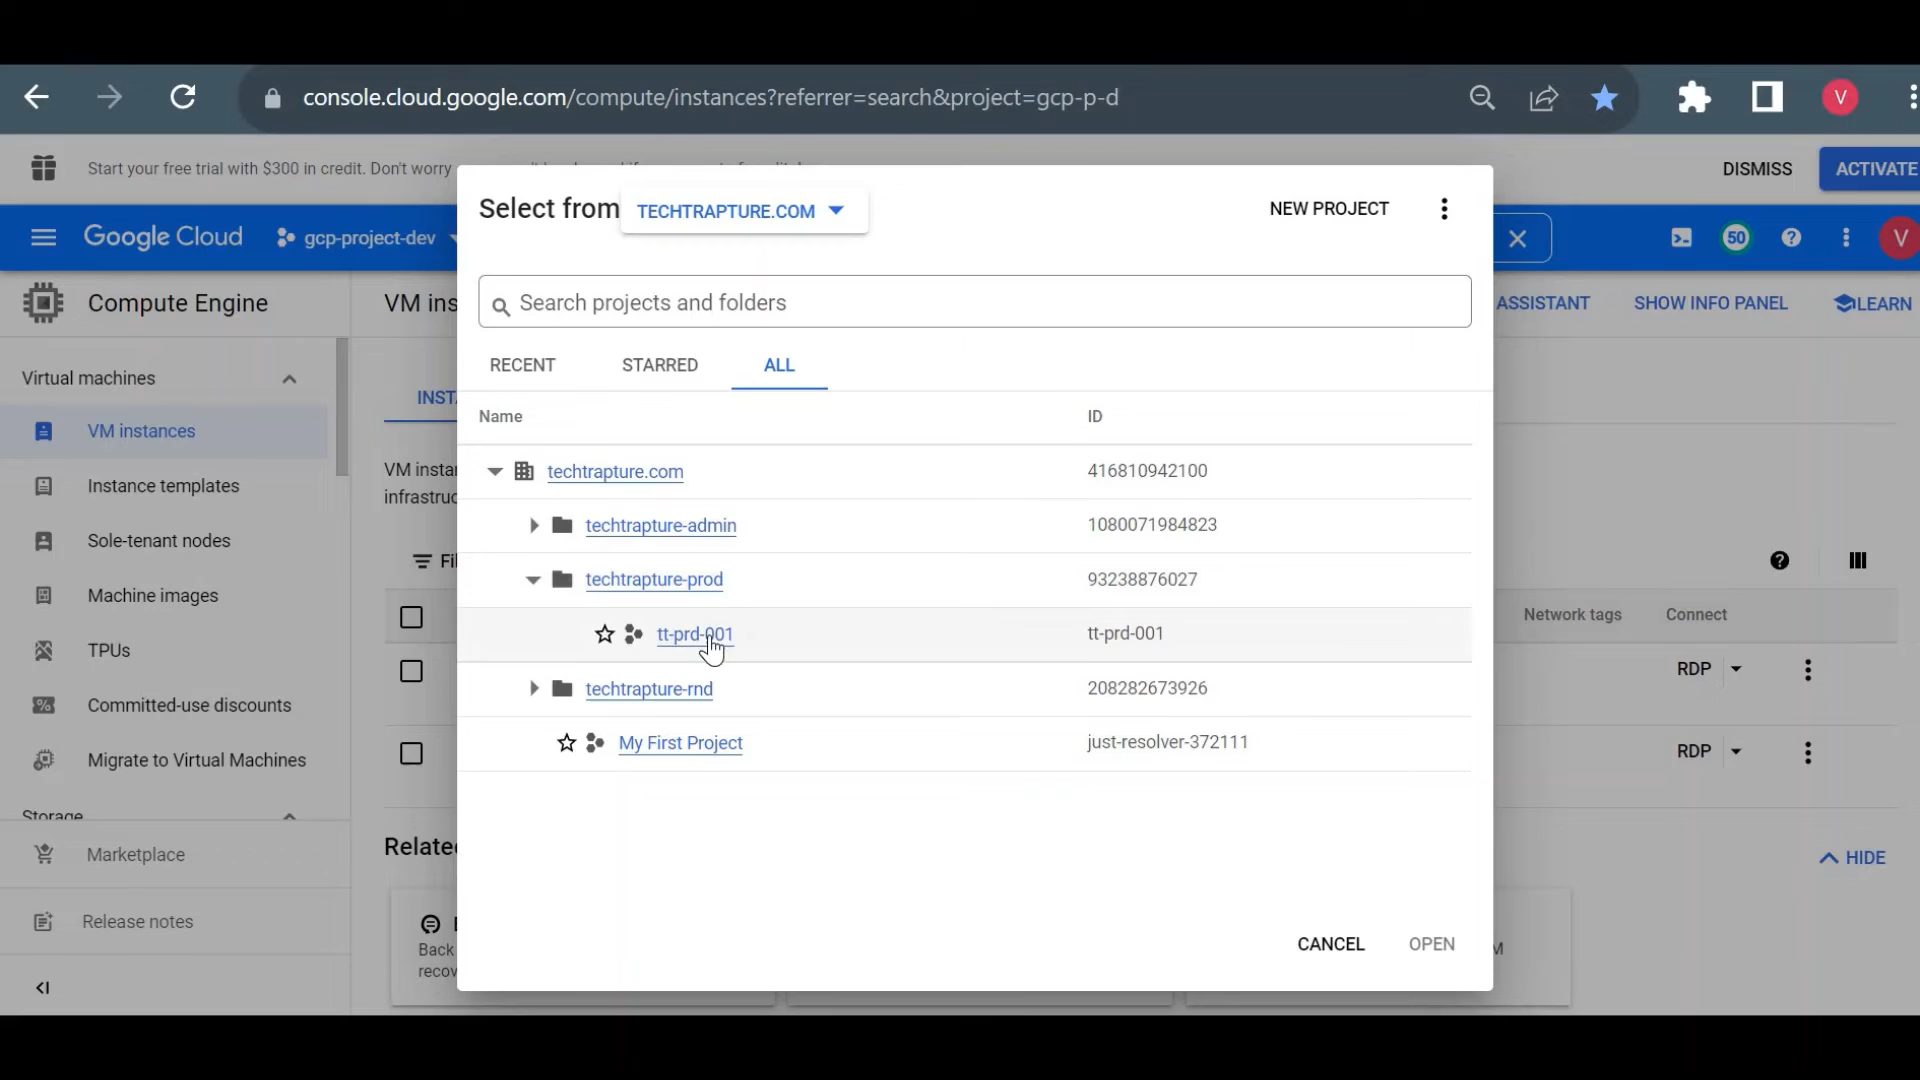 console.cloud.google.com/compute/instances?referrer=search&project=gcp-p-d
V
Start your free trial with $300 in credit. Don't worry
DISMISS
ACTIVATE
Google Cloud
gcp-project-dev
50
V
Compute Engine
VM ins
ASSISTANT
SHOW INFO PANEL
LEARN
Select from
TECHTRAPTURE.COM
NEW PROJECT
Search projects and folders
RECENT
STARRED
ALL
Name
ID
techtrapture.com
416810942100
techtrapture-admin
1080071984823
techtrapture-prod
93238876027
tt-prd-001
tt-prd-001
techtrapture-rnd
208282673926
My First Project
just-resolver-372111
CANCEL
OPEN
Virtual machines
VM instances
Instance templates
Sole-tenant nodes
Machine images
TPUs
Committed-use discounts
Migrate to Virtual Machines
Storage
Marketplace
Release notes
INST
VM instan
infrastruc
Fil
Network tags
Connect
RDP
RDP
Relate
HIDE
Back
recov
M